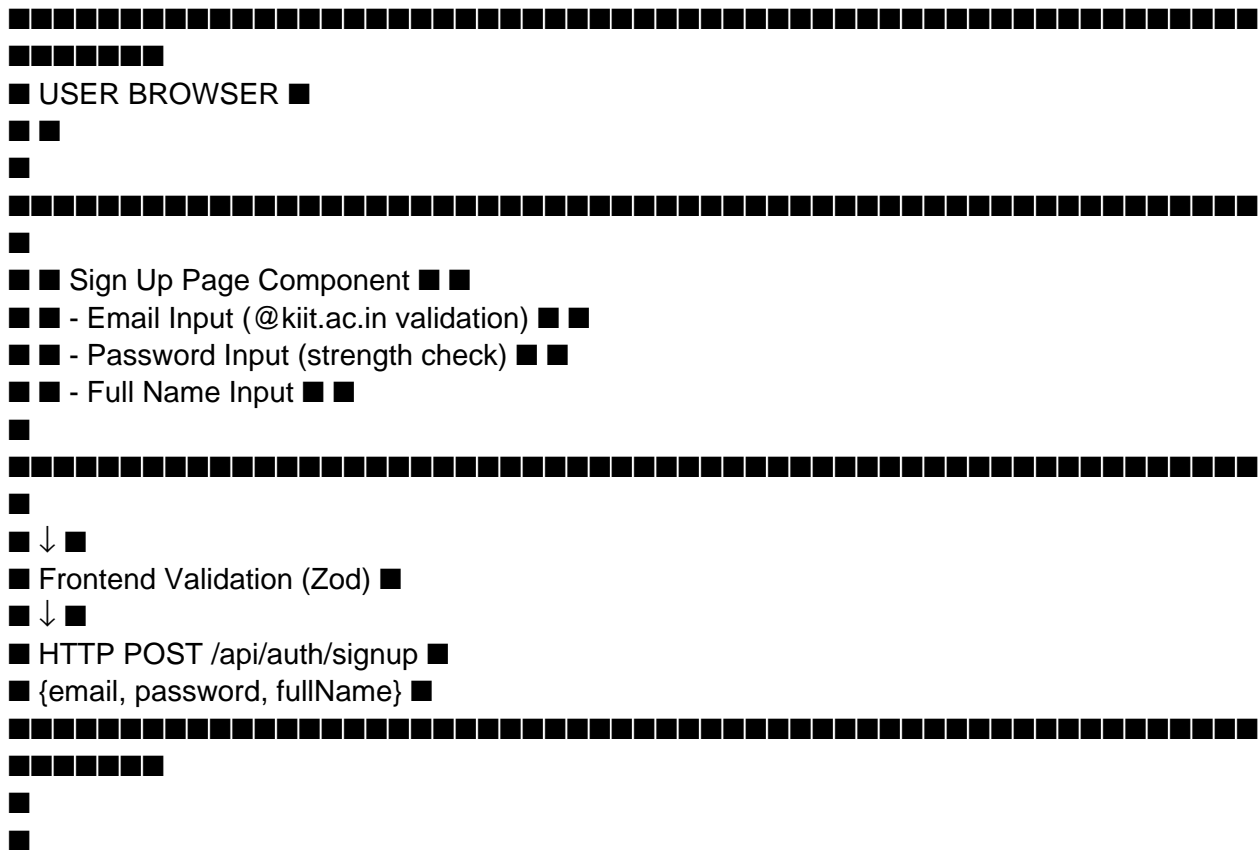 ■■■■■■■■■■■■■■■■■■■■■■■■■■■■■■■■■■■■■■■■■■■■■■■■■■■■■■■■
■■■■■■■
■ USER BROWSER ■
■ ■
■
■■■■■■■■■■■■■■■■■■■■■■■■■■■■■■■■■■■■■■■■■■■■■■■■■■■■■■■■
■
■ ■ Sign Up Page Component ■ ■
■ ■ - Email Input (@kiit.ac.in validation) ■ ■
■ ■ - Password Input (strength check) ■ ■
■ ■ - Full Name Input ■ ■
■
■■■■■■■■■■■■■■■■■■■■■■■■■■■■■■■■■■■■■■■■■■■■■■■■■■■■■■■■
■
■ ↓ ■
■ Frontend Validation (Zod) ■
■ ↓ ■
■ HTTP POST /api/auth/signup ■
■ {email, password, fullName} ■
■■■■■■■■■■■■■■■■■■■■■■■■■■■■■■■■■■■■■■■■■■■■■■■■■■■■■■■■
■■■■■■■
■
■